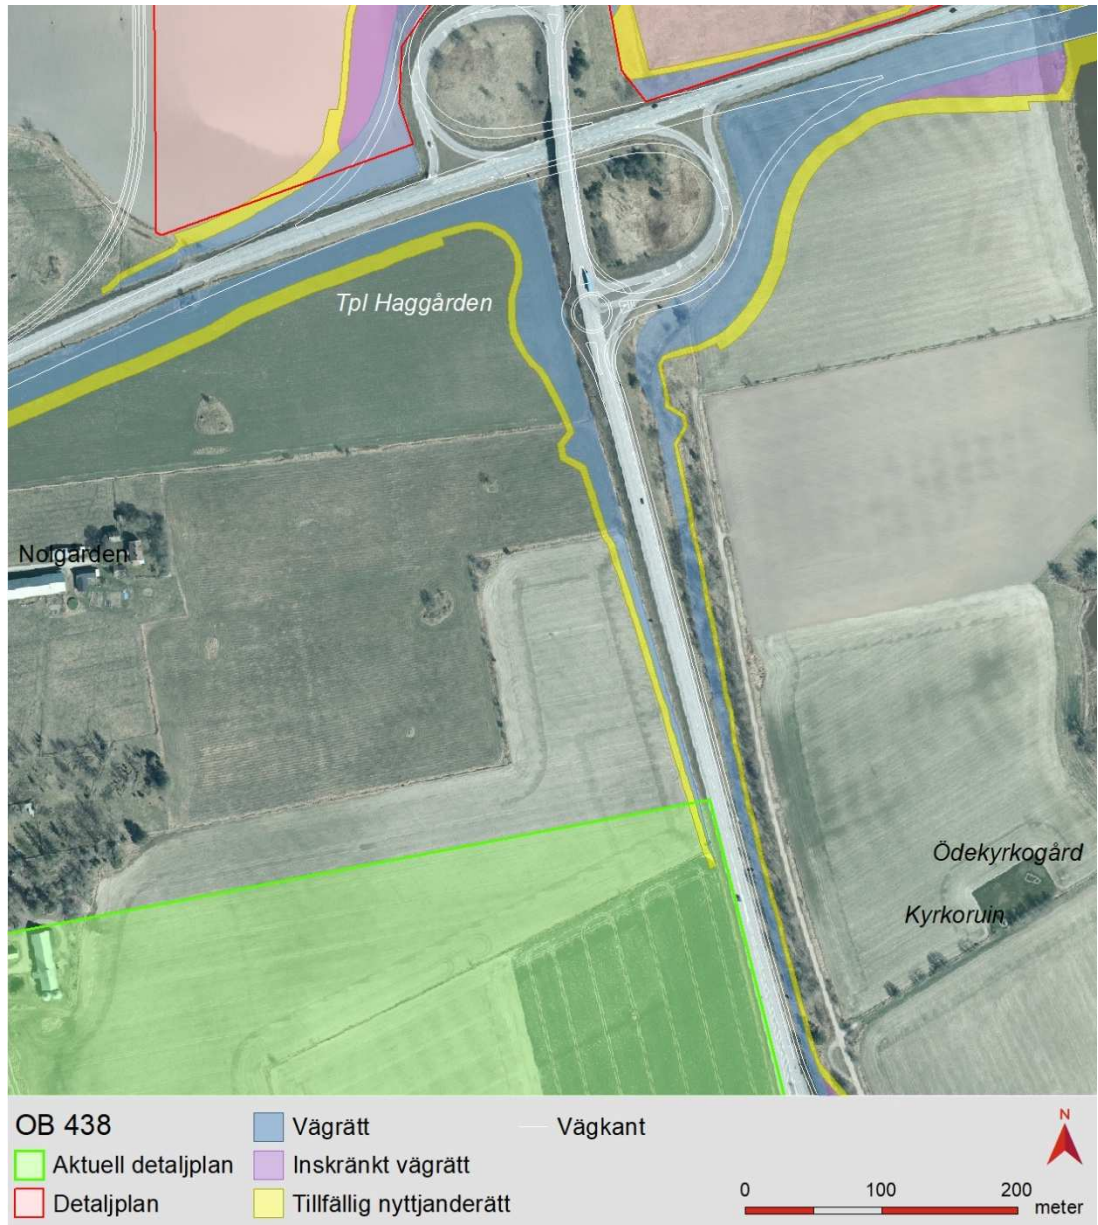 Tpl Haggården
Nolgården
Ödekyrkogård
Kyrkoruin
OB 438
Aktuell detaljplan
Detaljplan
Vägrätt
Inskränkt vägrätt
Tillfällig nyttjanderätt
Vägkant
N
0 100 200
meter